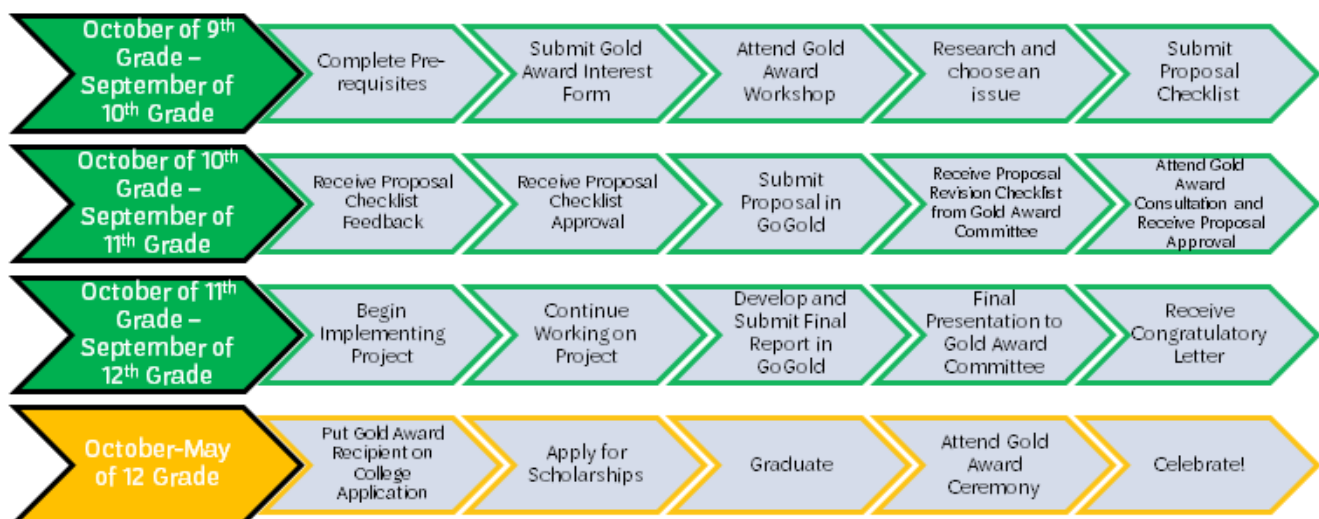 October of 9th
Grade –
September of
10th Grade
Complete Pre-
requisites
Submit Gold
Award Interest
Form
Attend Gold
Award
Workshop
Research and
choose an
issue
Submit
Proposal
Checklist
October of 10th
Grade –
September of
11th Grade
Receive Proposal
Checklist
Feedback
Receive Proposal
Checklist
Approval
Submit
Proposal in
GoGold
Receive Proposal
Revision Checklist
from Gold Award
Committee
Attend Gold
Award
Consultation and
Receive Proposal
Approval
October of 11th
Grade –
September of
12th Grade
Begin
Implementing
Project
Continue
Working on
Project
Develop and
Submit Final
Report in
GoGold
Final
Presentation to
Gold Award
Committee
Receive
Congratulatory
Letter
October-May
of 12 Grade
Put Gold Award
Recipient on
College
Application
Apply for
Scholarships
Graduate
Attend Gold
Award
Ceremony
Celebrate!